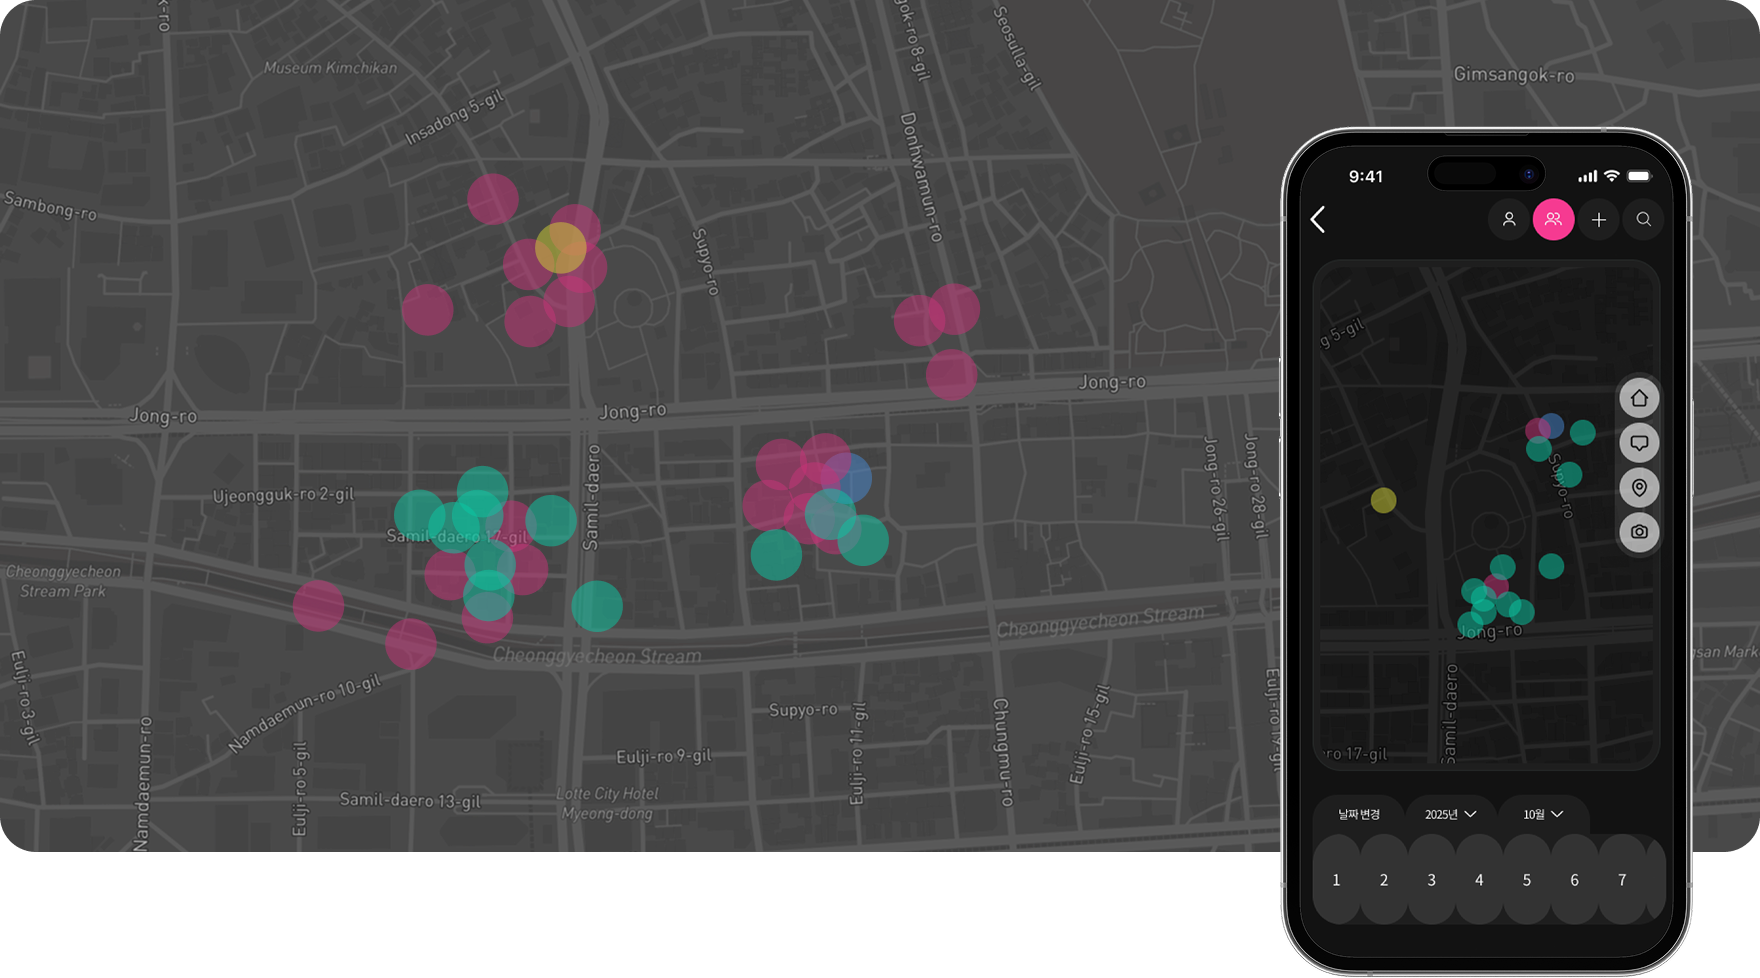 k-ro
Museum Kimchikan
Insadong 5-gil
Sambong-ro
gok-ro 8-gil
Seosulla-gil
Gimsangok-ro
Donhwamun-ro
Supyo-ro
Jong-ro
Jong-ro
Jong-ro
Ujeongguk-ro 2-gil
Samil-daero
Samil-daero 17-gil
Jong-ro 26-gil
Jong-ro 28-gil
Cheonggyecheon
Stream Park
Cheonggyecheon Stream
Cheonggyecheon Stream
Eulji-ro 3-gil
Namdaemun-ro 10-gil
Namdaemun-ro
Eulji-ro 5-gil
Samil-daero 13-gil
Eulji-ro 9-gil
Lotte City Hotel
Myeong-dong
Supyo-ro
Eulji-ro 11-gil
Chungmu-ro
Eulji-ro 15-gil
Eulji-ro 19-gil
gsan Mark
9:41
g 5-gil
Supyo-ro
Jong-ro
Samil-daero
ro 17-gil
날짜 변경
2025년
10월
1 2 3 4 5 6 7